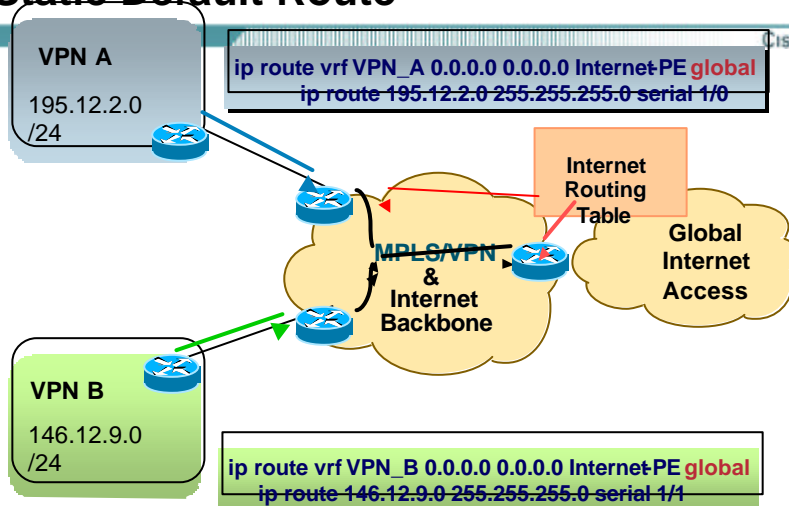 Static Default Route
Cis
VPN A
195.12.2.0
/24
ip route vrf VPN_A 0.0.0.0 0.0.0.0 Internet-PE global
ip route 195.12.2.0 255.255.255.0 serial 1/0
Internet
Routing
Table
MPLS/VPN
&
Internet
Backbone
Global
Internet
Access
VPN B
146.12.9.0
/24
ip route vrf VPN_B 0.0.0.0 0.0.0.0 Internet-PE global
ip route 146.12.9.0 255.255.255.0 serial 1/1